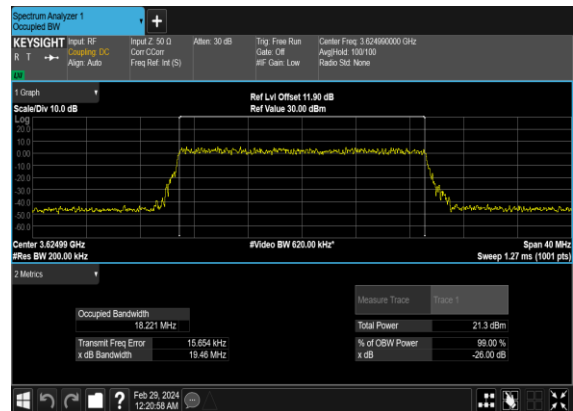 Spectrum Analyzer 1
Occupied BW
+
KEYSIGHT Input: RF Input Z: 50 Ω Atten: 30 dB Trig: Free Run Center Freq: 3.624990000 GHz
R T Coupling: DC Corr CCorr Gate: Off Avg|Hold: 100/100
Align: Auto Freq Ref: Int (S) #IF Gain: Low Radio Std: None
1 Graph
Ref Lvl Offset 11.90 dB
Scale/Div 10.0 dB Ref Value 30.00 dBm
Log
20.0
10.0
0.00
-10.0
-20.0
-30.0
-40.0
-50.0
-60.0
Center 3.62499 GHz #Video BW 620.00 kHz* Span 40 MHz
#Res BW 200.00 kHz Sweep 1.27 ms (1001 pts)
2 Metrics
Measure Trace Trace 1
Occupied Bandwidth
18.221 MHz Total Power 21.3 dBm
Transmit Freq Error 15.654 kHz % of OBW Power 99.00 %
x dB Bandwidth 19.46 MHz x dB -26.00 dB
? Feb 29, 2024
12:20:58 AM